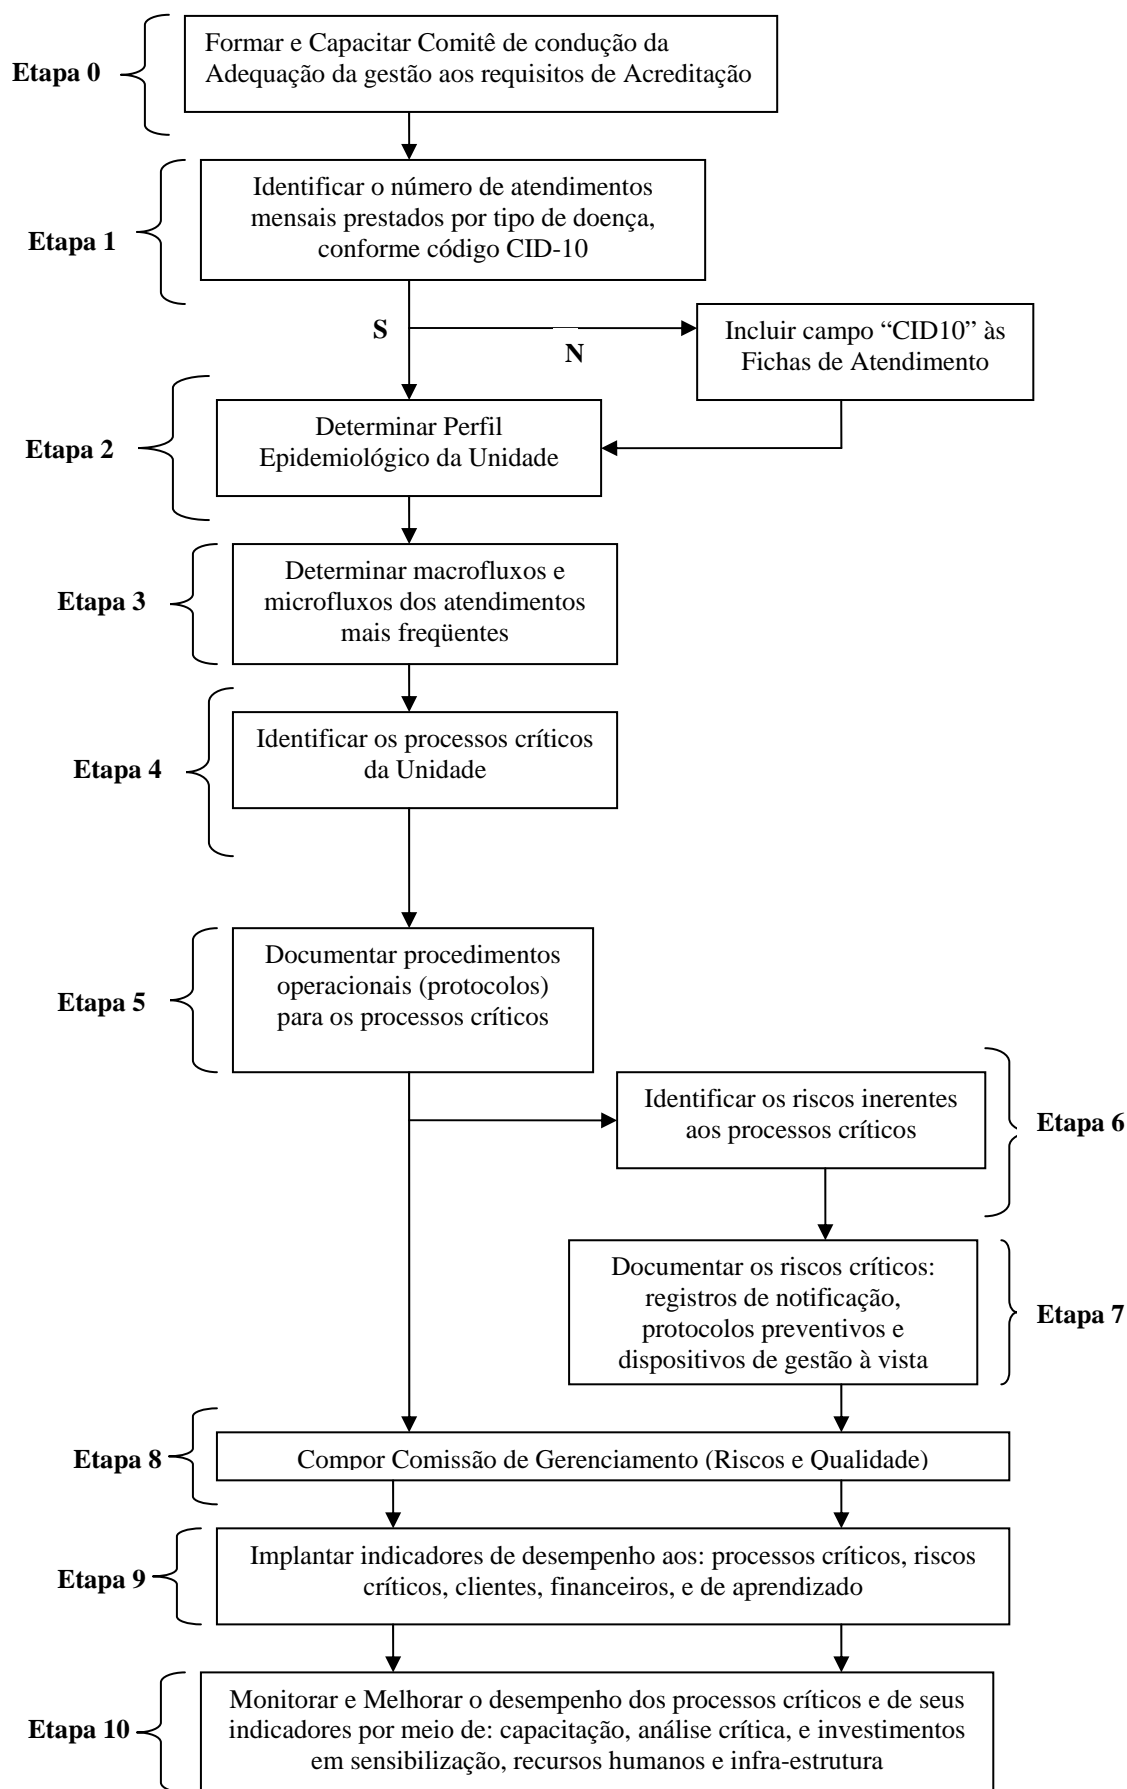 Formar e Capacitar Comitê de condução da
Adequação da gestão aos requisitos de Acreditação
Etapa 0
Identificar o número de atendimentos
mensais prestados por tipo de doença,
conforme código CID-10
Etapa 1
S
N
Incluir campo “CID10” às
Fichas de Atendimento
Etapa 2
Determinar Perfil
Epidemiológico da Unidade
Etapa 3
Determinar macrofluxos e
microfluxos dos atendimentos
mais freqüentes
Etapa 4
Identificar os processos críticos
da Unidade
Etapa 5
Documentar procedimentos
operacionais (protocolos)
para os processos críticos
Identificar os riscos inerentes
aos processos críticos
Etapa 6
Documentar os riscos críticos:
registros de notificação,
protocolos preventivos e
dispositivos de gestão à vista
Etapa 7
Etapa 8
Compor Comissão de Gerenciamento (Riscos e Qualidade)
Etapa 9
Implantar indicadores de desempenho aos: processos críticos, riscos
críticos, clientes, financeiros, e de aprendizado
Etapa 10
Monitorar e Melhorar o desempenho dos processos críticos e de seus
indicadores por meio de: capacitação, análise crítica, e investimentos
em sensibilização, recursos humanos e infra-estrutura